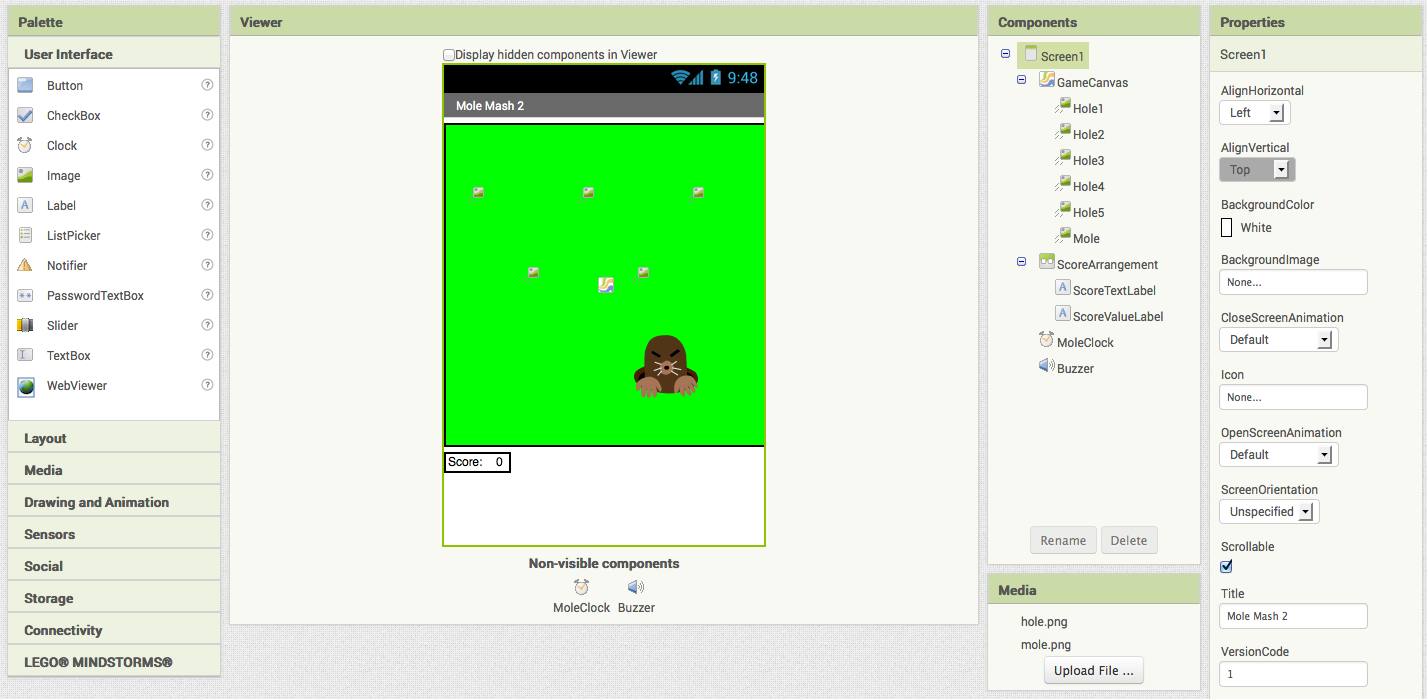 Palette
User Interface
Button
CheckBox
Clock
Image
Label
ListPicker
Notifier
PasswordTextBox
Slider
TextBox
WebViewer
Layout
Media
Drawing and Animation
Sensors
Social
Storage
Connectivity
LEGO® MINDSTORMS®
Viewer
Display hidden components in Viewer
9:48
Mole Mash 2
Score: 0
Non-visible components
MoleClock Buzzer
Components
Screen1
GameCanvas
Hole1
Hole2
Hole3
Hole4
Hole5
Mole
ScoreArrangement
ScoreTextLabel
ScoreValueLabel
MoleClock
Buzzer
Rename Delete
Media
hole.png
mole.png
Upload File ...
Properties
Screen1
AlignHorizontal
Left
AlignVertical
Top
BackgroundColor
White
BackgroundImage
None...
CloseScreenAnimation
Default
Icon
None...
OpenScreenAnimation
Default
ScreenOrientation
Unspecified
Scrollable
Title
Mole Mash 2
VersionCode
1